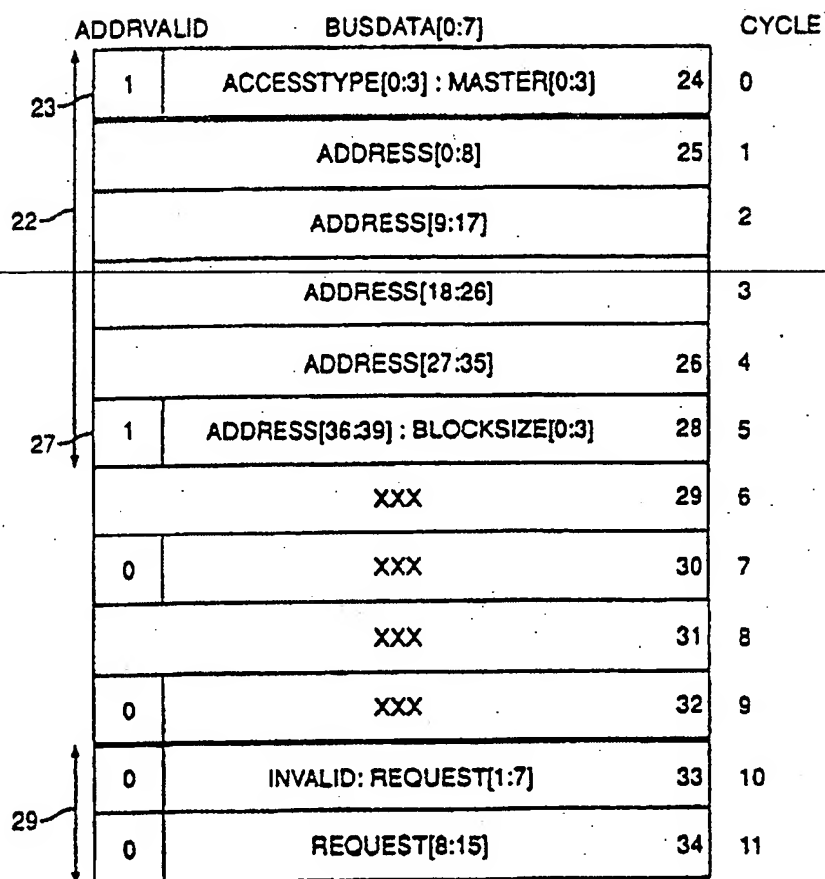 ADDRVALID BUSDATA[0:7] CYCLE
23 1 ACCESSTYPE[0:3] : MASTER[0:3] 24 0
ADDRESS[0:8] 25 1
22 ADDRESS[9:17] 2
ADDRESS[18:26] 3
ADDRESS[27:35] 26 4
27 1 ADDRESS[36:39] : BLOCKSIZE[0:3] 28 5
XXX 29 6
0 XXX 30 7
XXX 31 8
0 XXX 32 9
0 INVALID: REQUEST[1:7] 33 10
29 0 REQUEST[8:15] 34 11